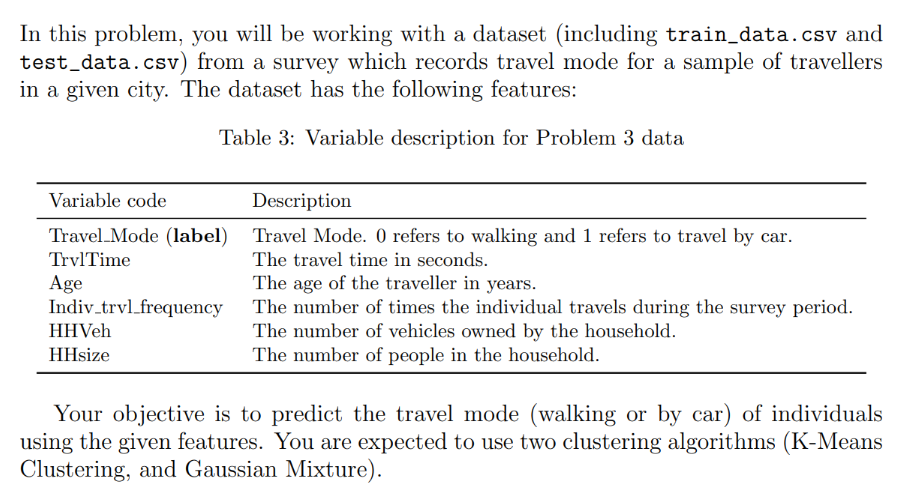 In this problem, you will be working with a dataset (including train_data.csv and
test_data.csv) from a survey which records travel mode for a sample of travellers
in a given city. The dataset has the following features:
Table 3: Variable description for Problem 3 data
Variable code Description
Travel_Mode (label) Travel Mode. 0 refers to walking and 1 refers to travel by car.
TrvlTime The travel time in seconds.
Age The age of the traveller in years.
Indiv_trvl_frequency The number of times the individual travels during the survey period.
HHVeh The number of vehicles owned by the household.
HHsize The number of people in the household.
Your objective is to predict the travel mode (walking or by car) of individuals
using the given features. You are expected to use two clustering algorithms (K-Means
Clustering, and Gaussian Mixture).